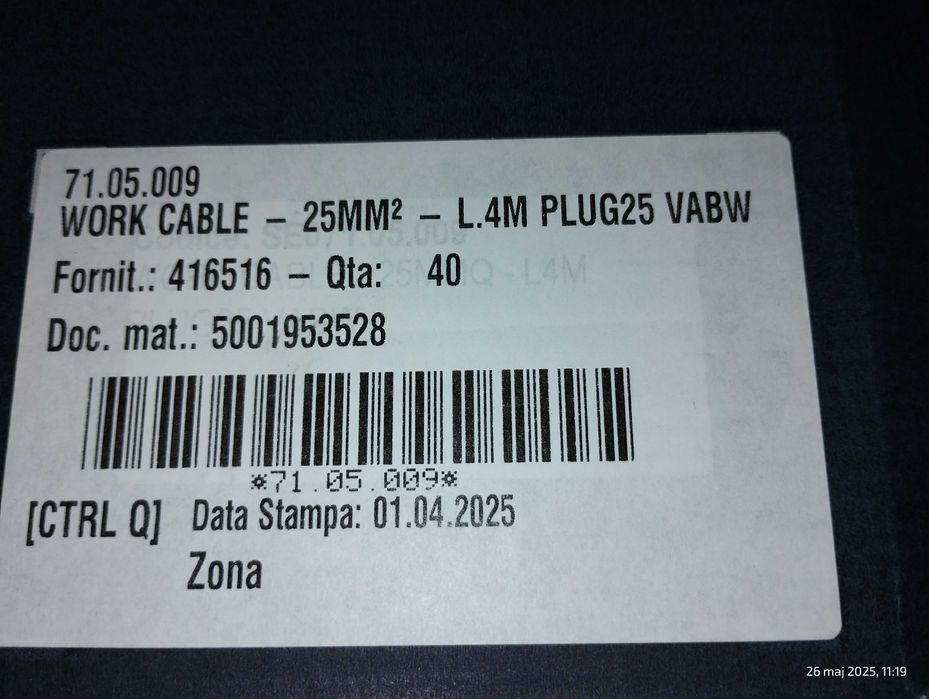 71.05.009
WORK CABLE – 25MM² – L.4M PLUG25 VABW
Fornit.: 416516 – Qta: 40
Doc. mat.: 5001953528
*71.05.009*
[CTRL Q] Data Stampa: 01.04.2025
Zona
26 maj 2025, 11:19